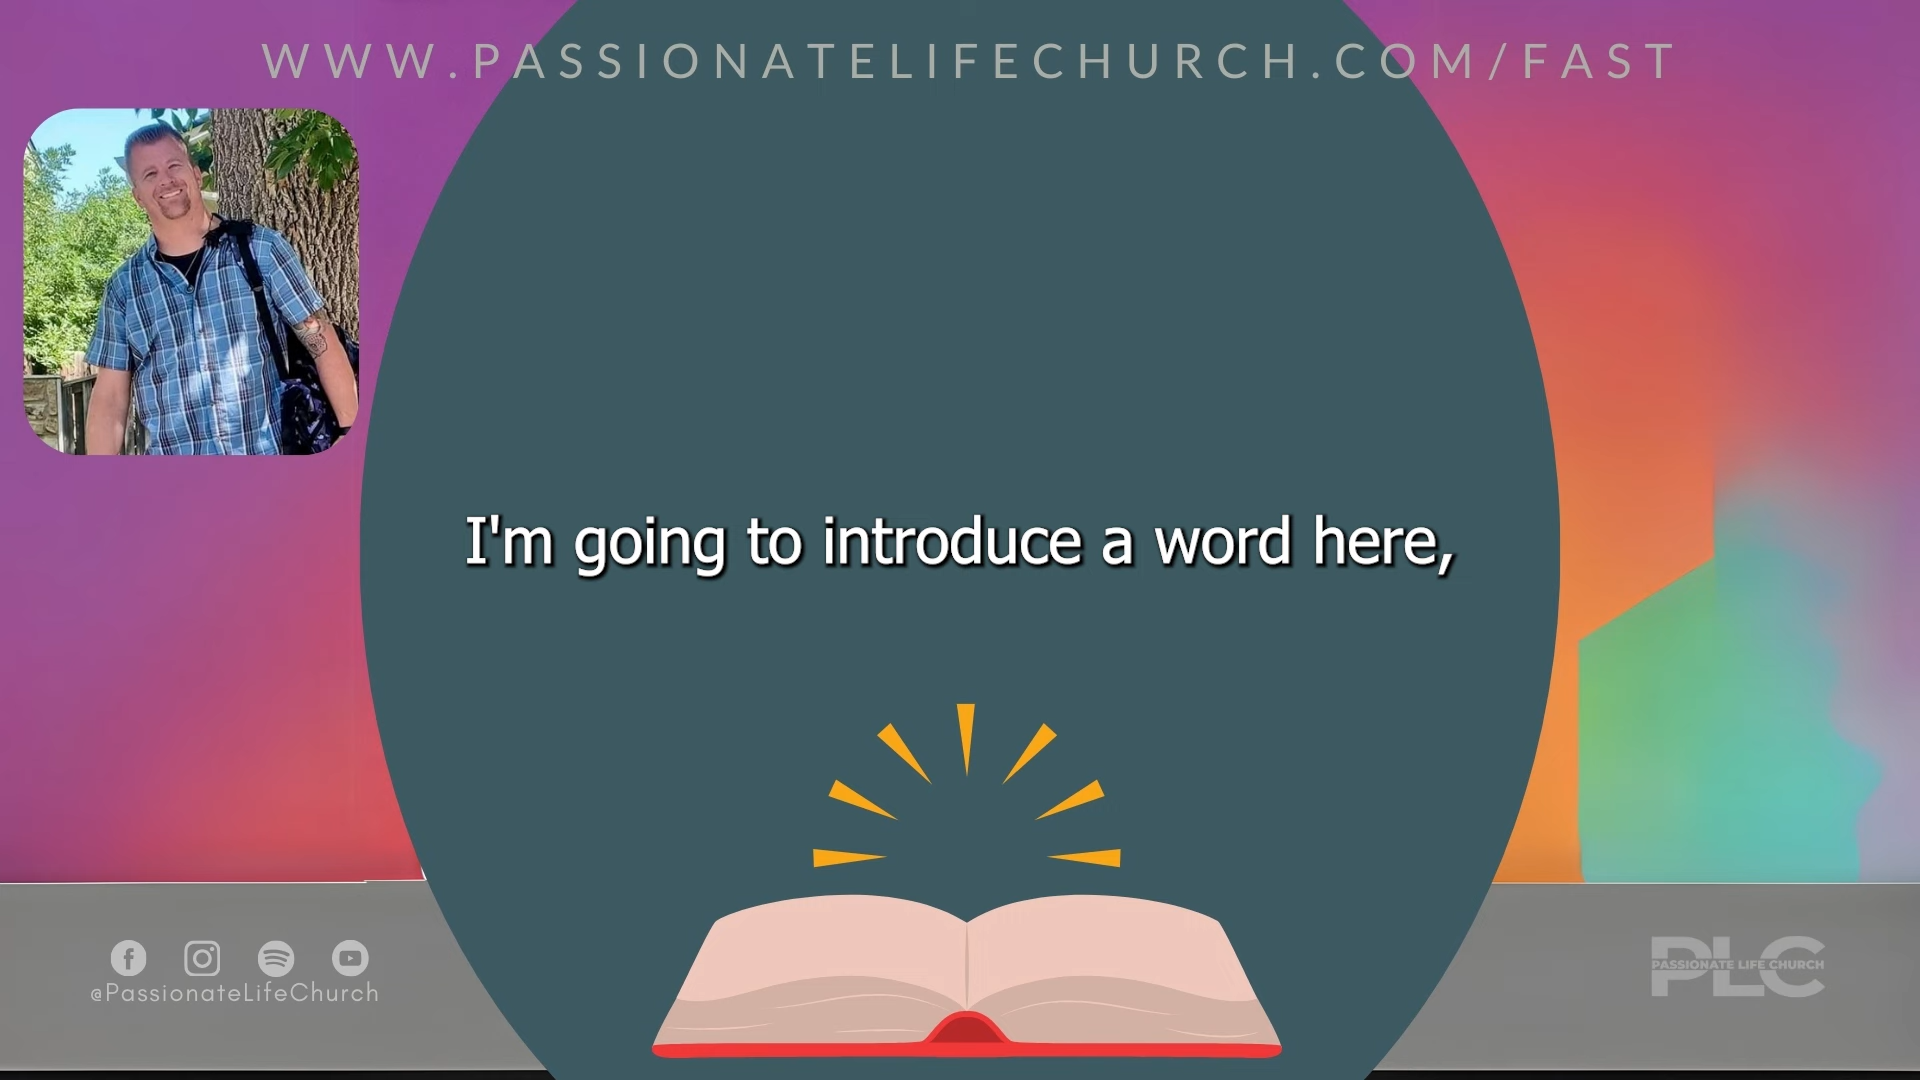 WWW.PASSIONATELIFECHURCH.COM/FAST
I'm going to introduce a word here,
@PassionateLifeChurch
PLC
PASSIONATE LIFE CHURCH